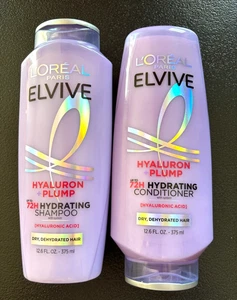 L'ORÉAL
PARIS
ELVIVE
HYALURON
+ PLUMP
72H HYDRATING
SHAMPOO
[HYALURONIC ACID]
DRY, DEHYDRATED HAIR
12.6 FL. OZ. - 375 ml
L'ORÉAL
PARIS
ELVIVE
HYALURON
+ PLUMP
72H HYDRATING
CONDITIONER
[HYALURONIC ACID]
DRY, DEHYDRATED HAIR
12.6 FL. OZ. - 375 ml